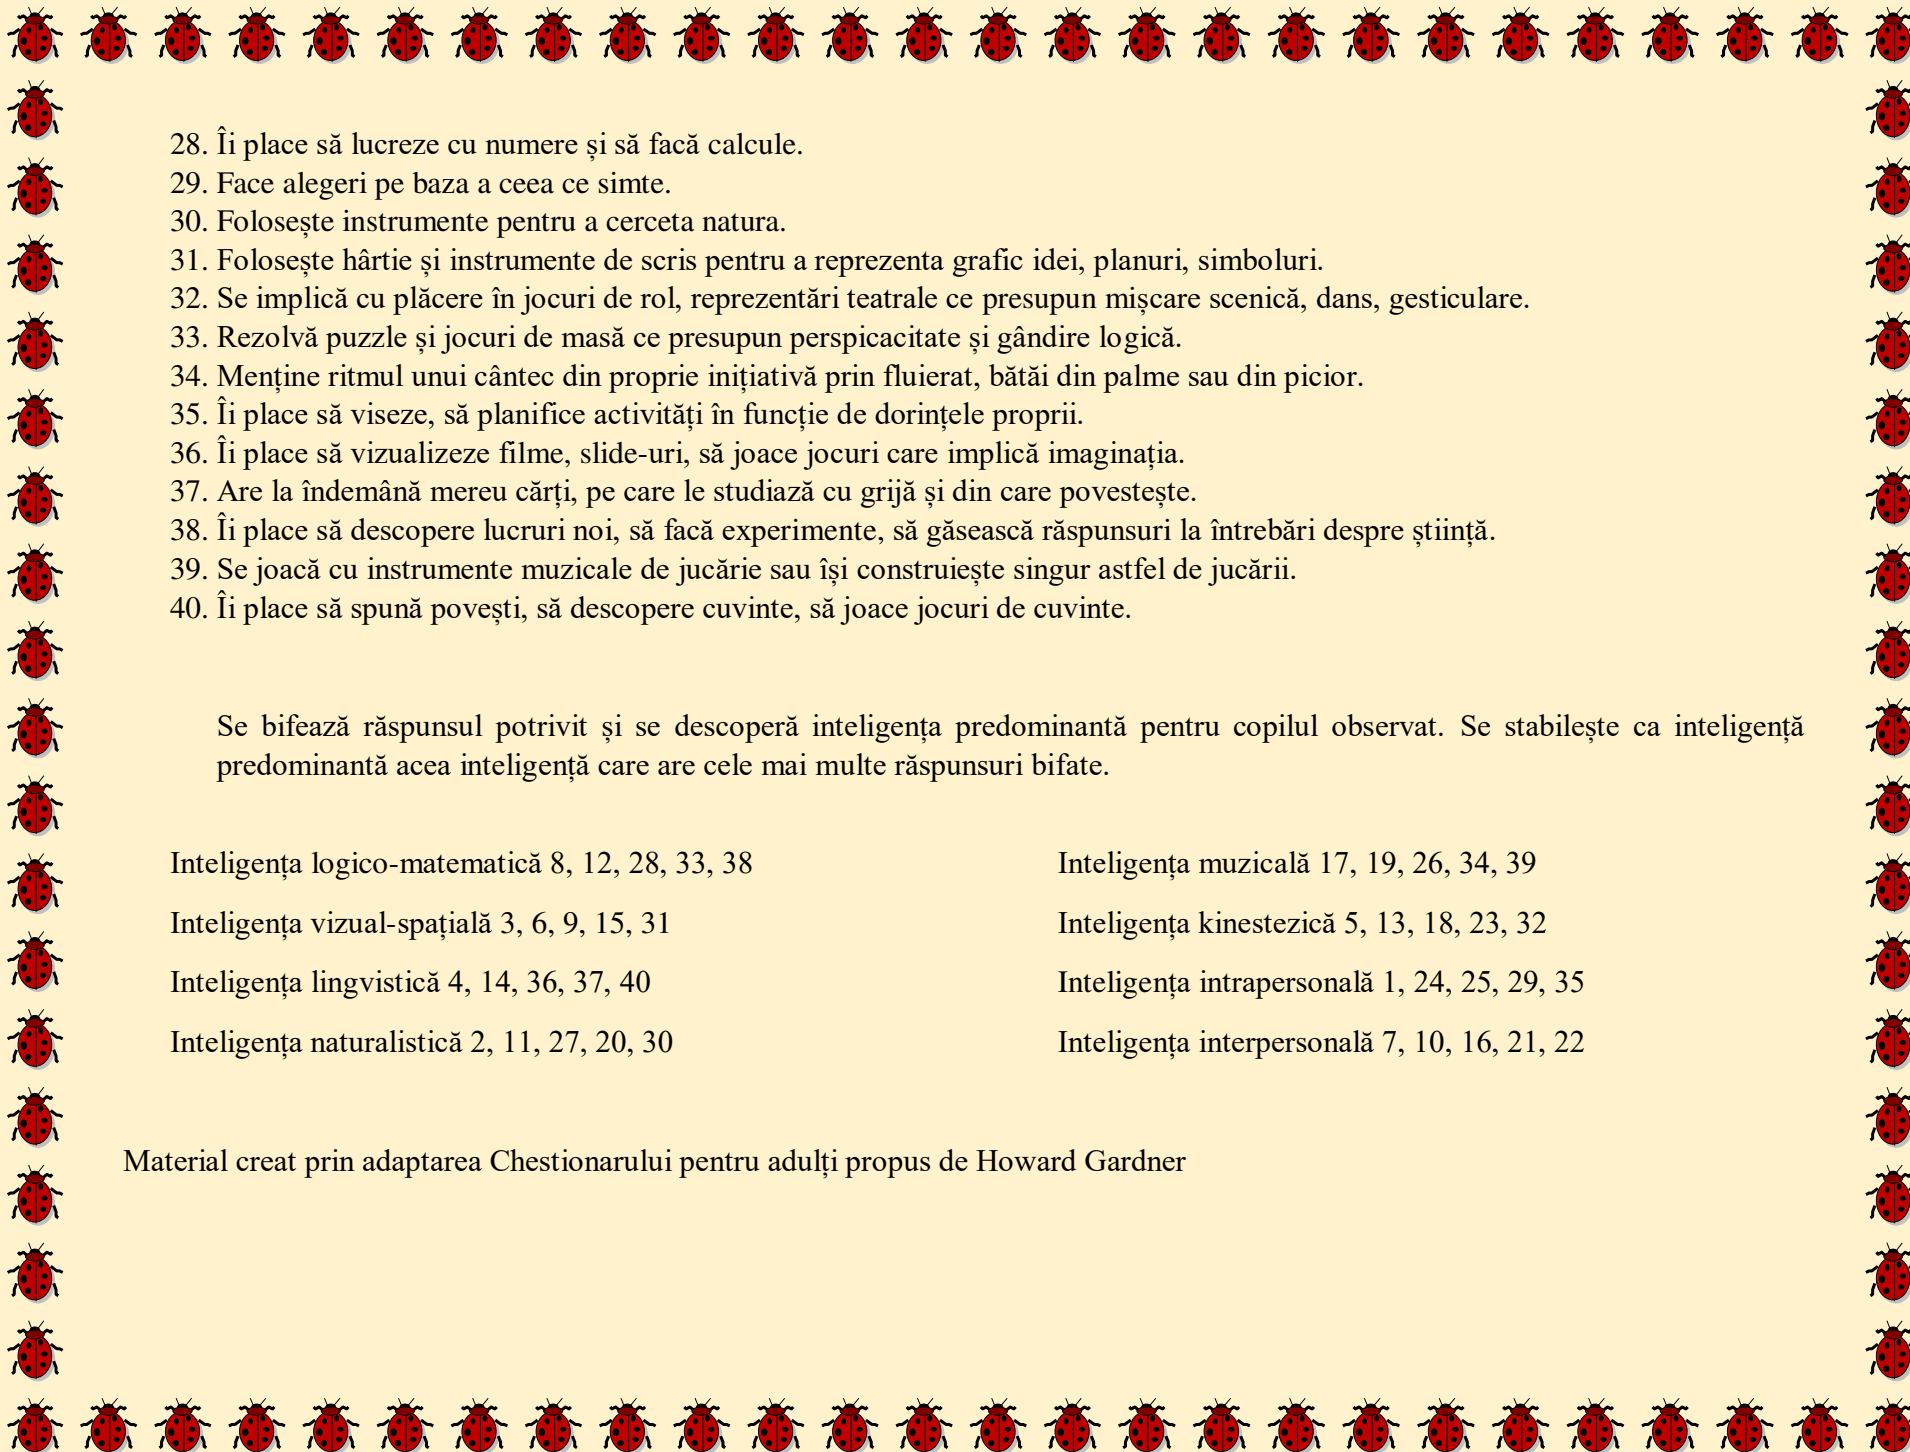 28. Îi place să lucreze cu numere și să facă calcule.
29. Face alegeri pe baza a ceea ce simte.
30. Folosește instrumente pentru a cerceta natura.
31. Folosește hârtie și instrumente de scris pentru a reprezenta grafic idei, planuri, simboluri.
32. Se implică cu plăcere în jocuri de rol, reprezentări teatrale ce presupun mișcare scenică, dans, gesticulare.
33. Rezolvă puzzle și jocuri de masă ce presupun perspicacitate și gândire logică.
34. Menține ritmul unui cântec din proprie inițiativă prin fluierat, bătăi din palme sau din picior.
35. Îi place să viseze, să planifice activități în funcție de dorințele proprii.
36. Îi place să vizualizeze filme, slide-uri, să joace jocuri care implică imaginația.
37. Are la îndemână mereu cărți, pe care le studiază cu grijă și din care povestește.
38. Îi place să descopere lucruri noi, să facă experimente, să găsească răspunsuri la întrebări despre știință.
39. Se joacă cu instrumente muzicale de jucărie sau își construiește singur astfel de jucării.
40. Îi place să spună povești, să descopere cuvinte, să joace jocuri de cuvinte.
Se bifează răspunsul potrivit și se descoperă inteligența predominantă pentru copilul observat. Se stabilește ca inteligență
predominantă acea inteligență care are cele mai multe răspunsuri bifate.
Inteligența logico-matematică 8, 12, 28, 33, 38
Inteligența muzicală 17, 19, 26, 34, 39
Inteligența vizual-spațială 3, 6, 9, 15, 31
Inteligența kinestezică 5, 13, 18, 23, 32
Inteligența lingvistică 4, 14, 36, 37, 40
Inteligența intrapersonală 1, 24, 25, 29, 35
Inteligența naturalistică 2, 11, 27, 20, 30
Inteligența interpersonală 7, 10, 16, 21, 22
Material creat prin adaptarea Chestionarului pentru adulți propus de Howard Gardner